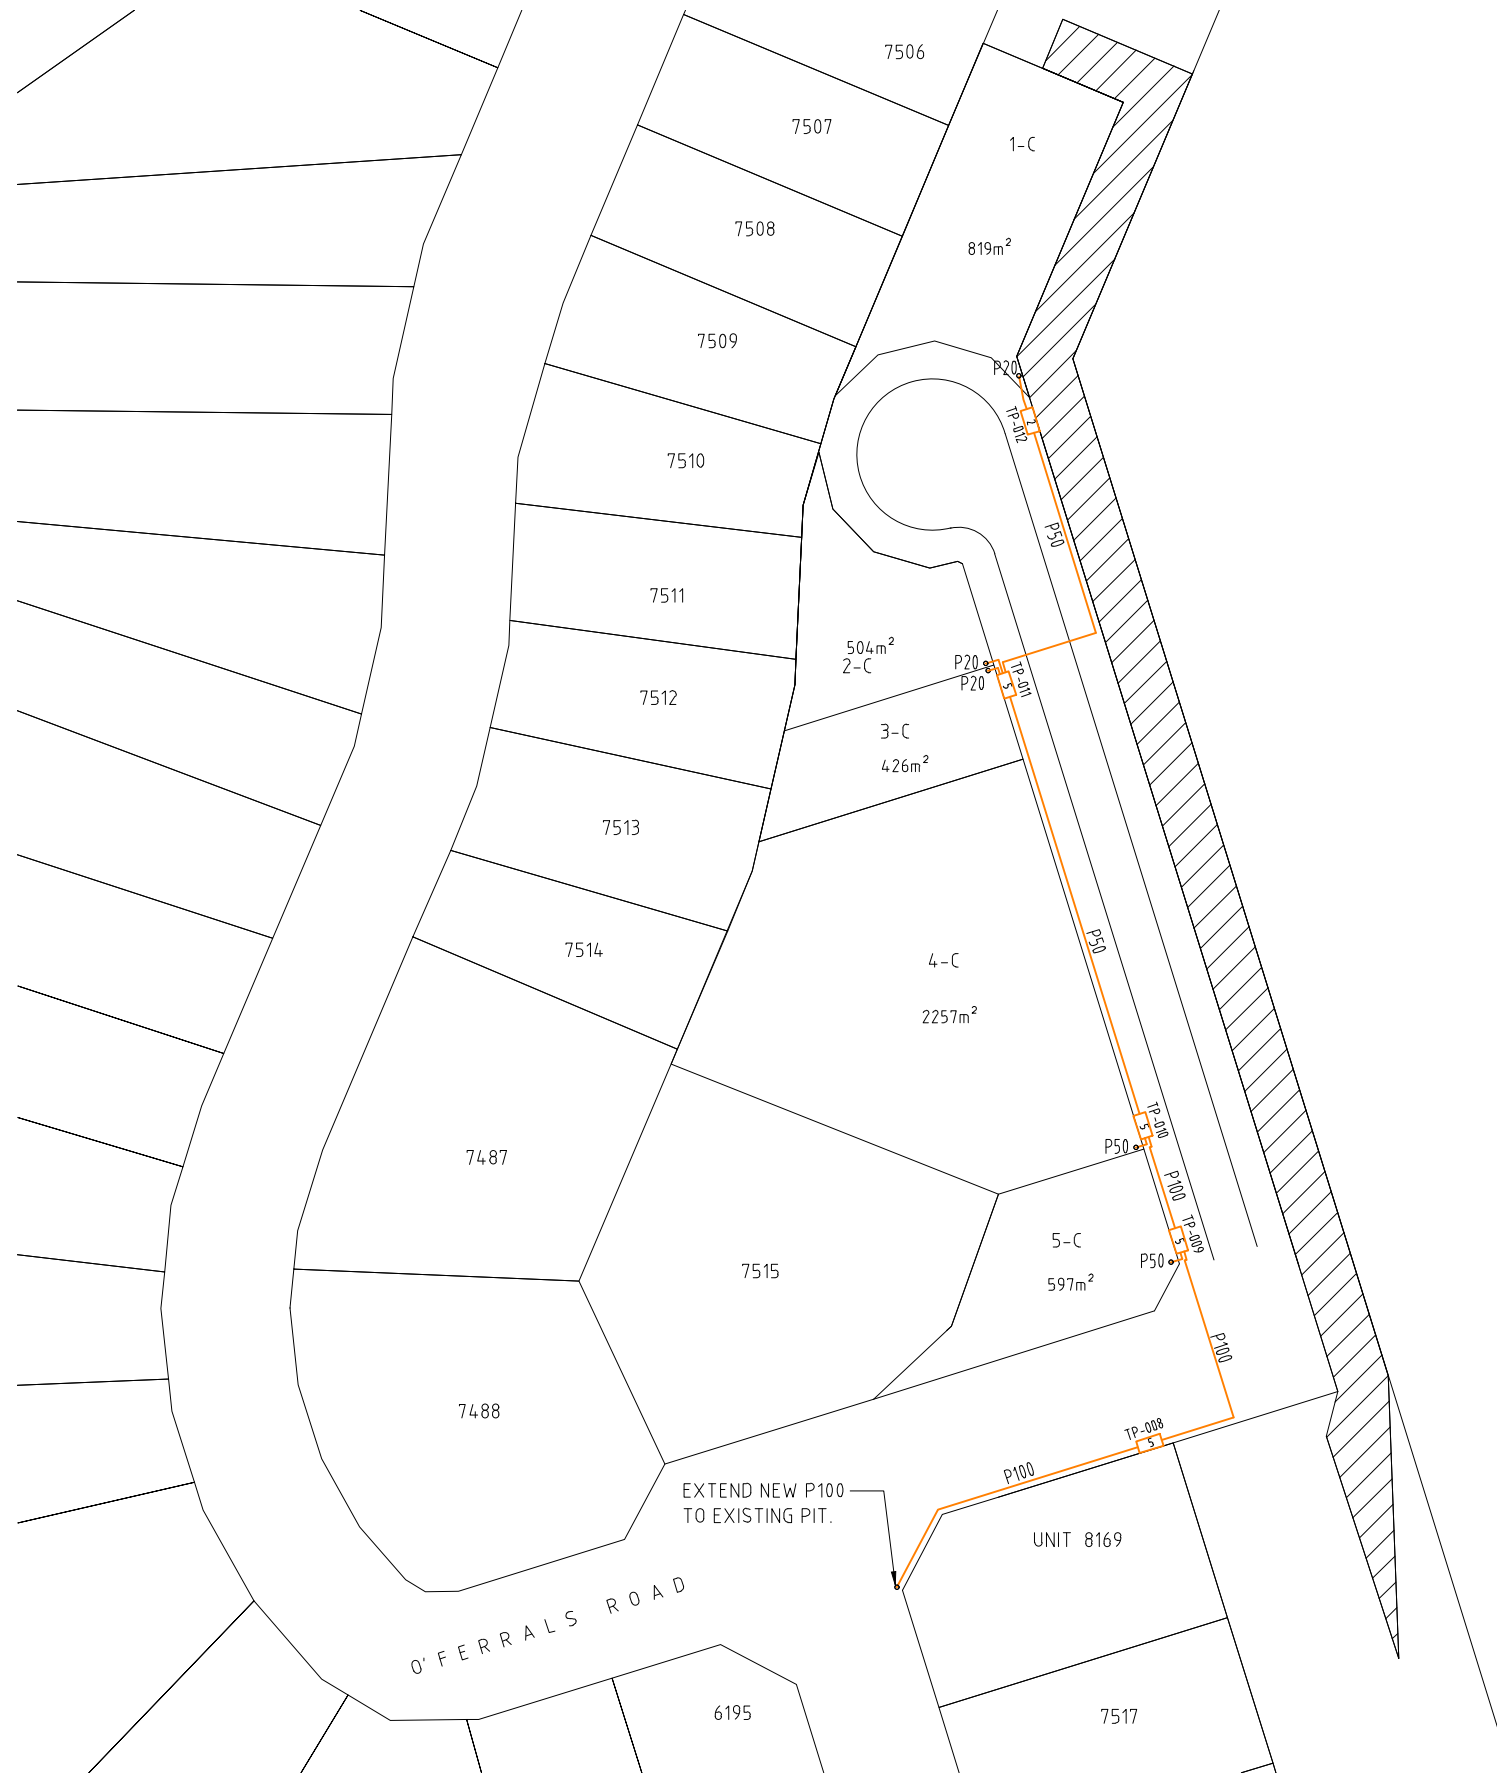 7506
7507
1-C
7508
819m²
7509
P20
2
TP-012
7510
P50
7511
504m²
2-C
P20
P20
TP-011
5
7512
3-C
426m²
7513
P50
7514
4-C
2257m²
TP-010
5
P50
7487
P100
TP-009
5
P50
5-C
597m²
7515
P100
7488
TP-008
5
P100
EXTEND NEW P100
TO EXISTING PIT.
UNIT 8169
O'FERRALS ROAD
6195
7517